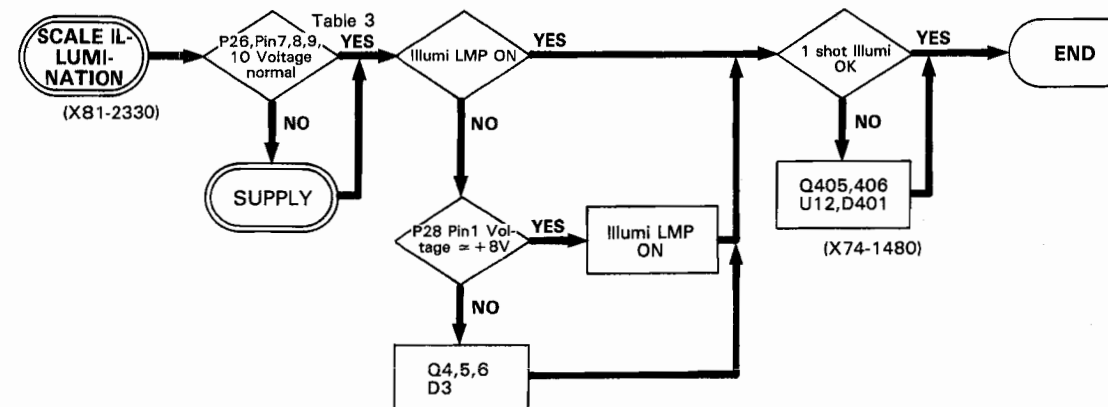 SCALE IL-
LUMI-
NATION
(X81-2330)
Table 3
P26,Pin7,8,9,
10 Voltage
normal
YES
NO
SUPPLY
Illumi LMP ON
YES
NO
P28 Pin1 Vol-
tage ≃ +8V
YES
Illumi LMP
ON
NO
Q4,5,6
D3
1 shot Illumi
OK
YES
NO
Q405,406
U12,D401
(X74-1480)
END